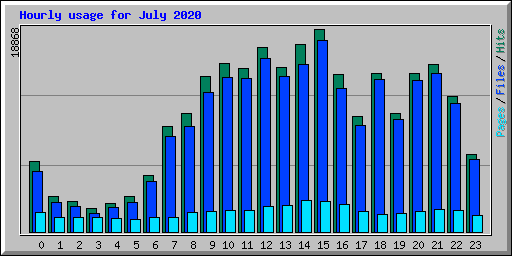 Hourly usage for July 2020
18868
Pages/Files/Hits
0 1 2 3 4 5 6 7 8 9 10 11 12 13 14 15 16 17 18 19 20 21 22 23